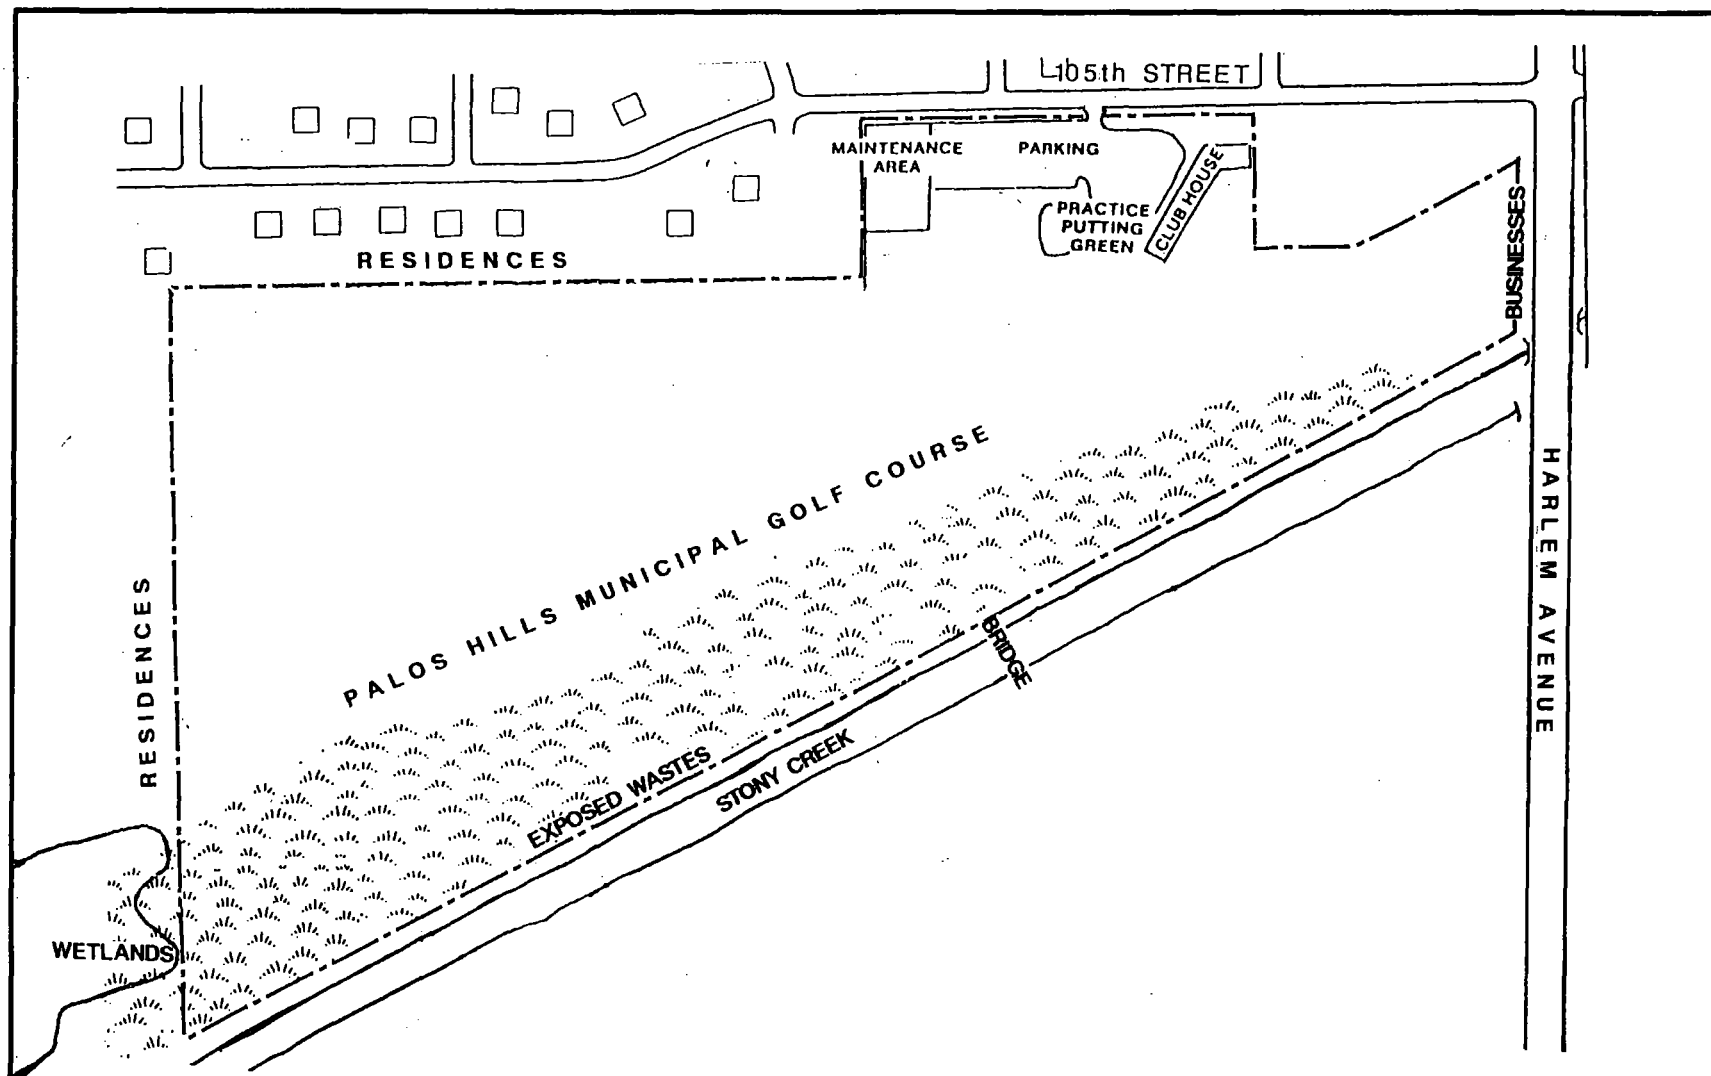 105th STREET
MAINTENANCE
AREA
PARKING
CLUB HOUSE
PRACTICE
PUTTING
GREEN
BUSINESSES
RESIDENCES
PALOS HILLS MUNICIPAL GOLF COURSE
HARLEM AVENUE
RESIDENCES
BRIDGE
EXPOSED WASTES
STONY CREEK
WETLANDS